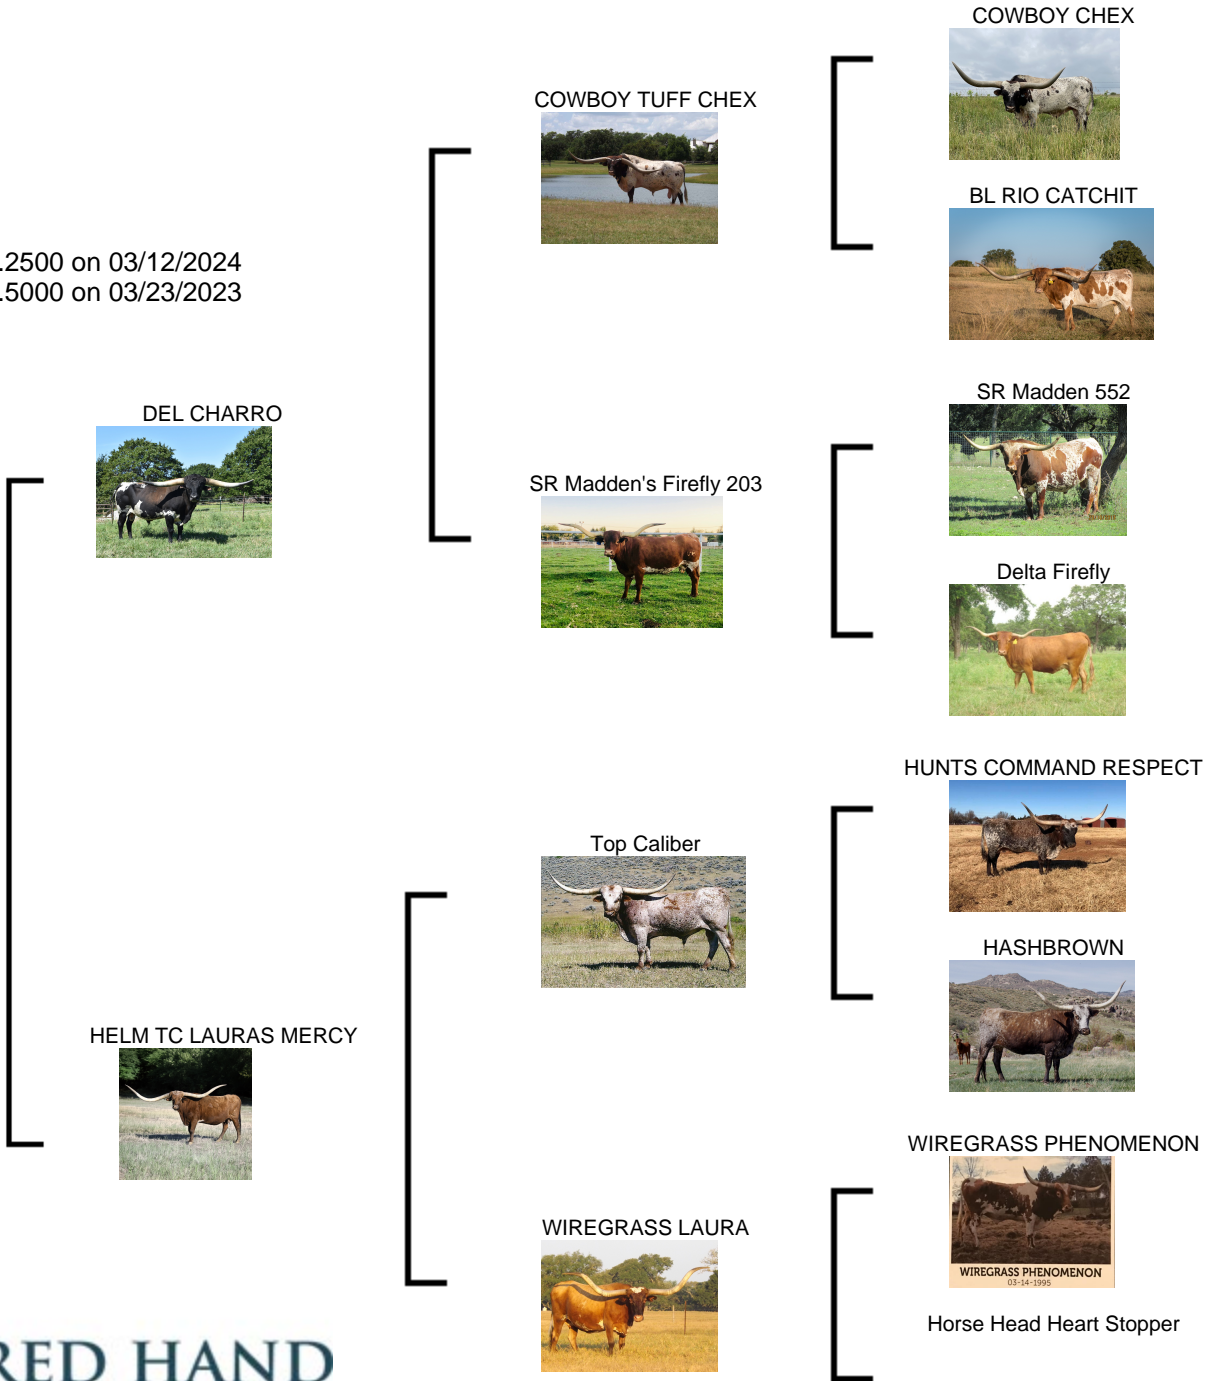 COWBOY CHEX
COWBOY TUFF CHEX
BL RIO CATCHIT
.2500 on 03/12/2024
.5000 on 03/23/2023
SR Madden 552
DEL CHARRO
SR Madden's Firefly 203
Delta Firefly
HUNTS COMMAND RESPECT
Top Caliber
HASHBROWN
HELM TC LAURAS MERCY
WIREGRASS PHENOMENON
WIREGRASS LAURA
WIREGRASS PHENOMENON
03-14-1995
Horse Head Heart Stopper
RED HAND